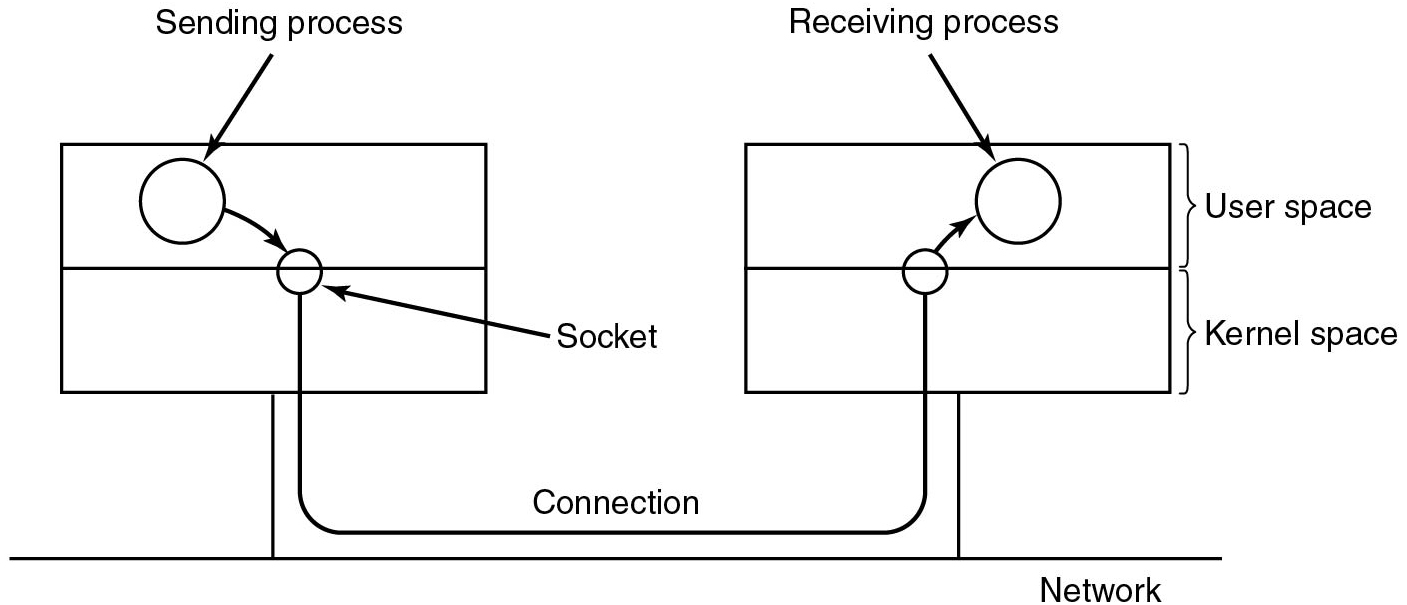 Sending process
Receiving process
User space
Socket
Kernel space
Connection
Network